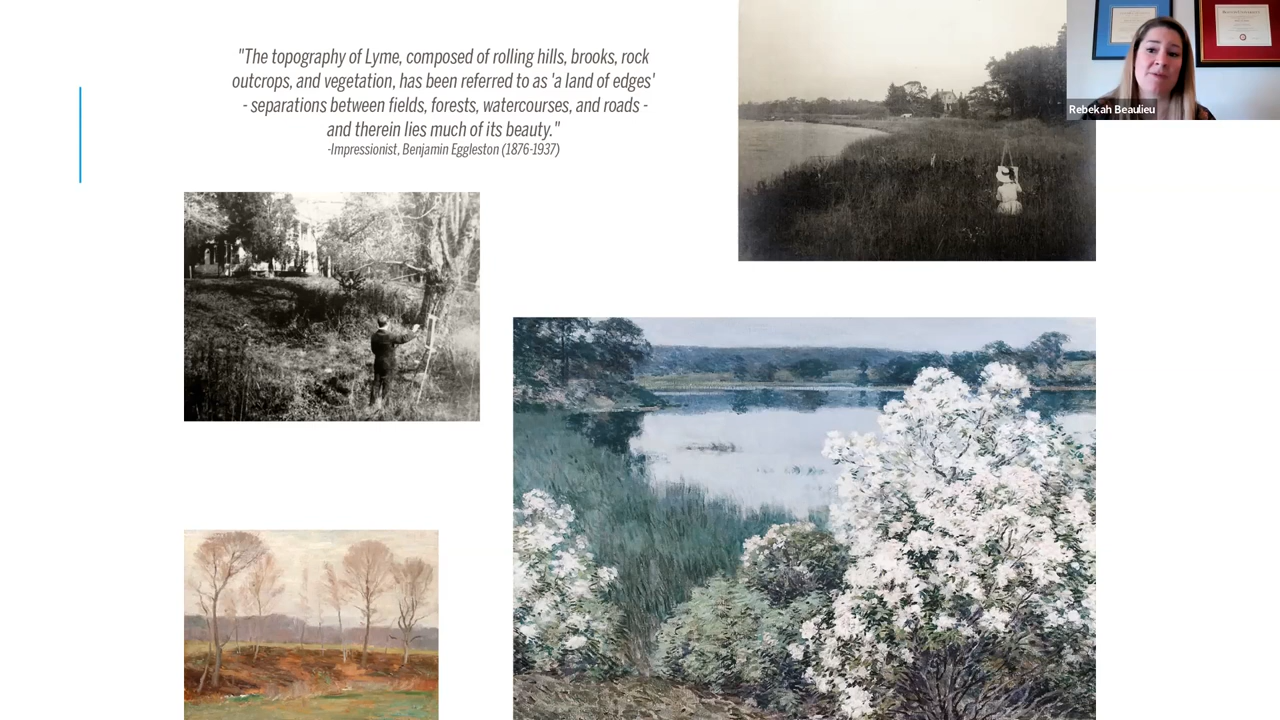 "The topography of Lyme, composed of rolling hills, brooks, rock
outcrops, and vegetation, has been referred to as 'a land of edges'
- separations between fields, forests, watercourses, and roads -
and therein lies much of its beauty."
-Impressionist, Benjamin Eggleston (1876-1937)
Rebekah Beaulieu